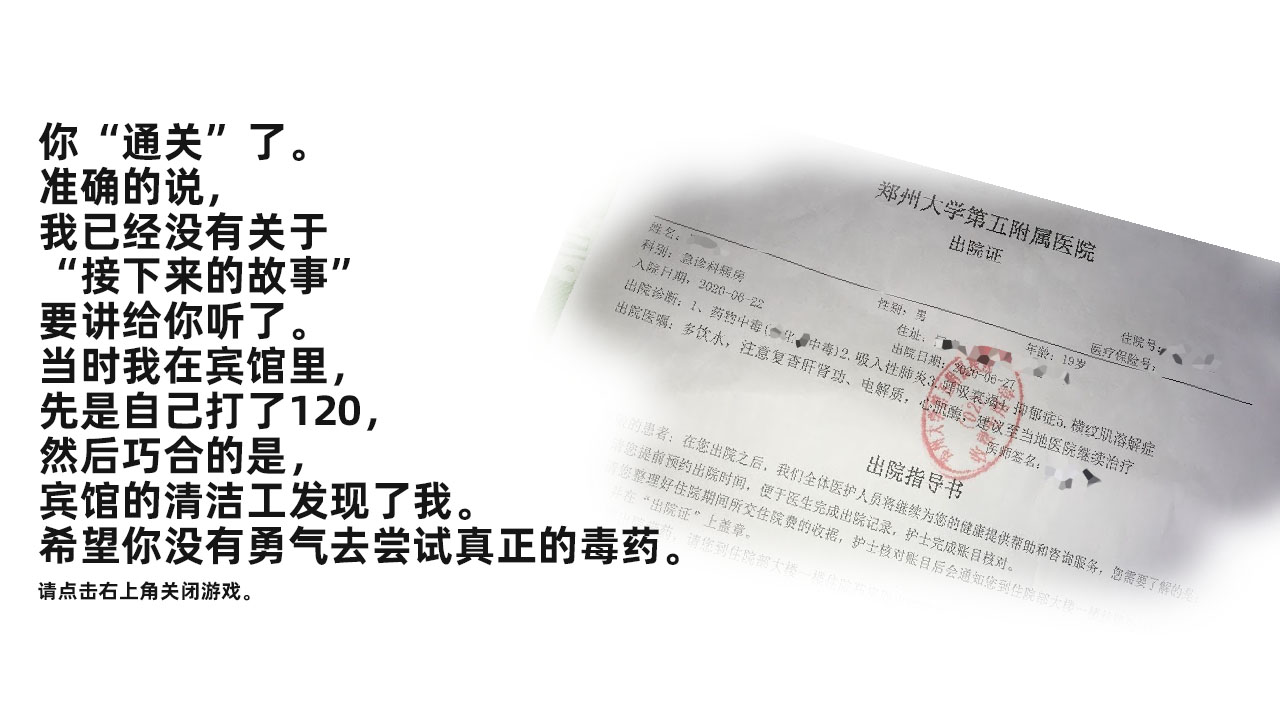 你“通关”了。
准确的说，
我已经没有关于
“接下来的故事”
要讲给你听了。
当时我在宾馆里，
先是自己打了120，
然后巧合的是，
宾馆的清洁工发现了我。
希望你没有勇气去尝试真正的毒药。
请点击右上角关闭游戏。
郑州大学第五附属医院
出院证
姓名：
性别：男
住院号：
科别：急诊科病房
住址：
年龄：19岁
医疗保险号：
入院日期：2020-06-22
出院日期：2020-06-27
出院诊断：1、药物中毒( 化 中毒)2.吸入性肺炎3.呼吸衰竭4.抑郁症5.横纹肌溶解症
出院医嘱：多饮水，注意复查肝肾功、电解质，心肌酶，建议至当地医院继续治疗
医师签名：
出院指导书
的患者：在您出院之后，我们全体医护人员将继续为您的健康提供帮助和咨询服务，您需要了解的是：
您提前预约出院时间，便于医生完成出院记录，护士完成账目核对。
整理好住院期间所交住院费的收据，护士核对账目后会通知您到住院部大楼一楼
在“出院证”上盖章。
请您到住院部大楼一楼住院